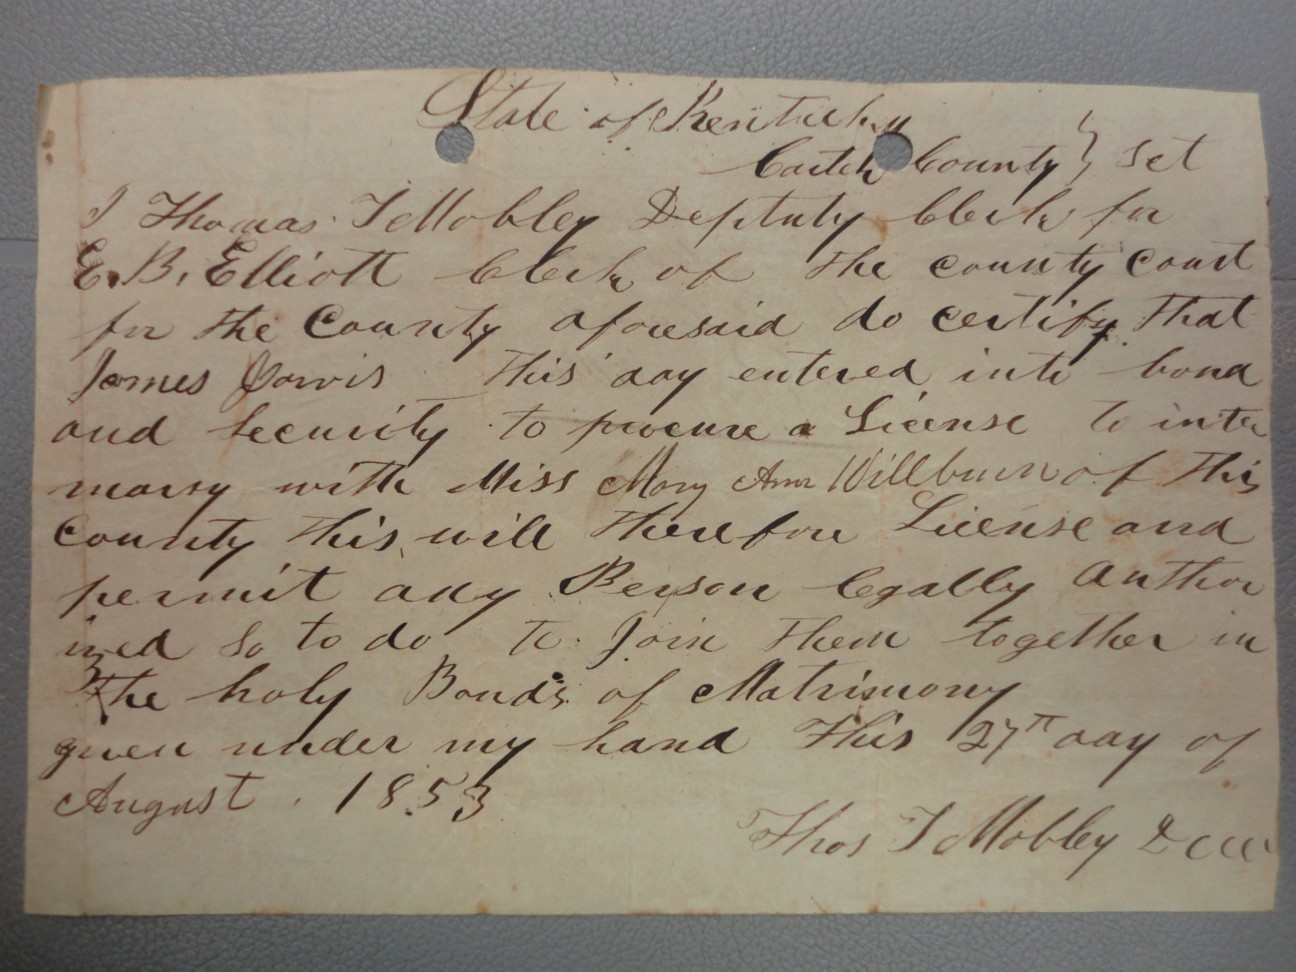 State of Kentucky
Carter County } Set
I Thomas T Mobley Deptuty Clerk for
E. B. Elliott Clerk of the county court
for the County aforesaid do certify that
James Jarvis this day entered into bond
and Security to procure a License to inter
marry with Miss Mary Ann Willburn of this
County this will therefore License and
permit any Person legally Author
ized So to do to Join them together in
the holy Bonds of Matrimony
given under my hand this 27th day of
August 1853
Thos T Mobley D